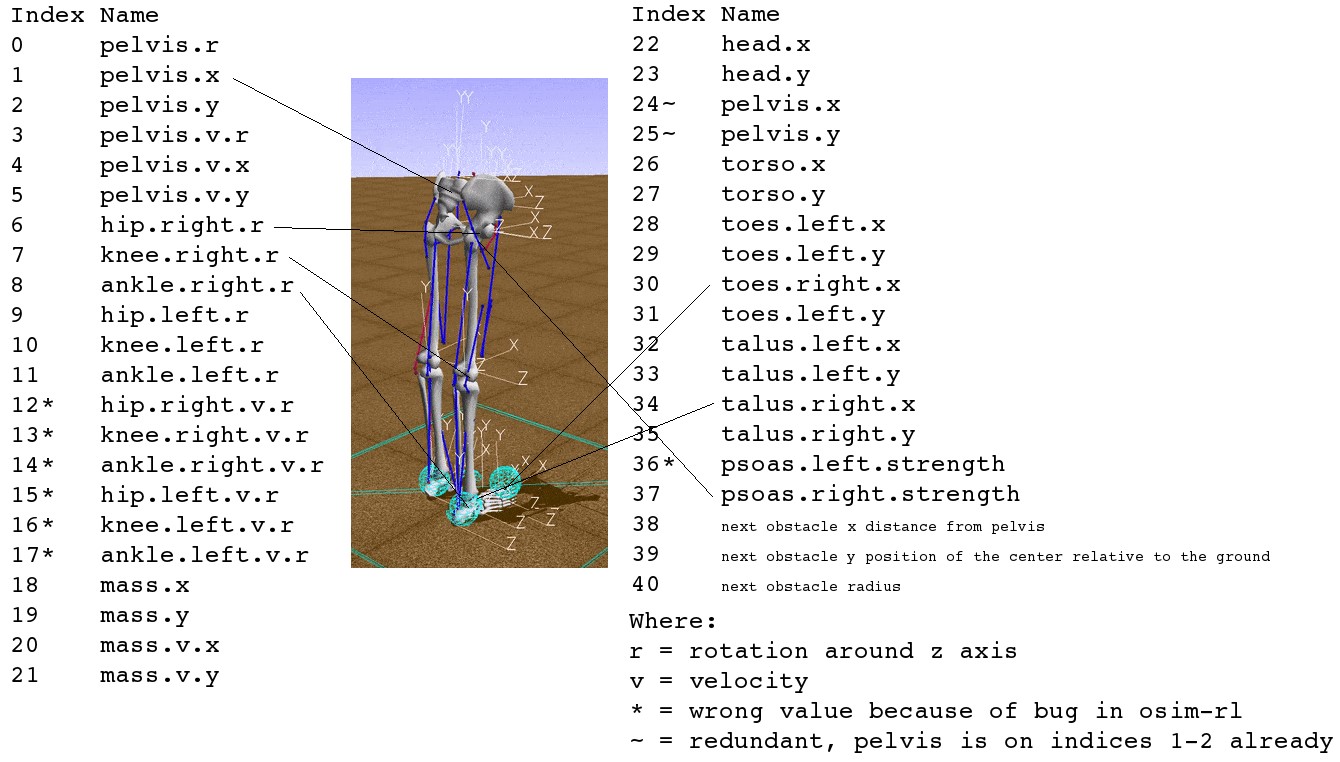 Index Name
0 pelvis.r
1 pelvis.x
2 pelvis.y
3 pelvis.v.r
4 pelvis.v.x
5 pelvis.v.y
6 hip.right.r
7 knee.right.r
8 ankle.right.r
9 hip.left.r
10 knee.left.r
11 ankle.left.r
12* hip.right.v.r
13* knee.right.v.r
14* ankle.right.v.r
15* hip.left.v.r
16* knee.left.v.r
17* ankle.left.v.r
18 mass.x
19 mass.y
20 mass.v.x
21 mass.v.y
Index Name
22 head.x
23 head.y
24~ pelvis.x
25~ pelvis.y
26 torso.x
27 torso.y
28 toes.left.x
29 toes.left.y
30 toes.right.x
31 toes.left.y
32 talus.left.x
33 talus.left.y
34 talus.right.x
35 talus.right.y
36* psoas.left.strength
37 psoas.right.strength
38 next obstacle x distance from pelvis
39 next obstacle y position of the center relative to the ground
40 next obstacle radius
Where:
r = rotation around z axis
v = velocity
* = wrong value because of bug in osim-rl
~ = redundant, pelvis is on indices 1-2 already